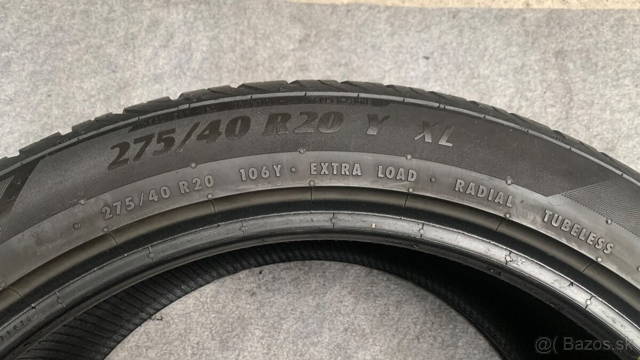 275/40 R20 Y XL
275/40 R20 106Y · EXTRA LOAD · RADIAL · TUBELESS
@( Bazos.sk